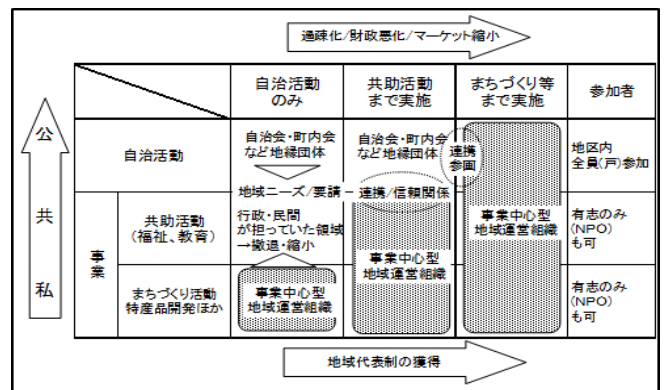 過疎化/財政悪化/マーケット縮小
自治活動
のみ
共助活動
まで実施
まちづくり等
まで実施
参加者
公
共
私
自治活動
自治会・町内会
など地縁団体
自治会・町内会
など地縁団体
連携
参画
地区内
全員(戸)参加
地域ニーズ/要請
連携/信頼関係
事
業
共助活動
(福祉、教育)
行政・民間
が担っていた領域
→撤退・縮小
事業中心型
地域運営組織
事業中心型
地域運営組織
有志のみ
(NPO)
も可
まちづくり活動
特産品開発ほか
事業中心型
地域運営組織
有志のみ
(NPO)
も可
地域代表制の獲得